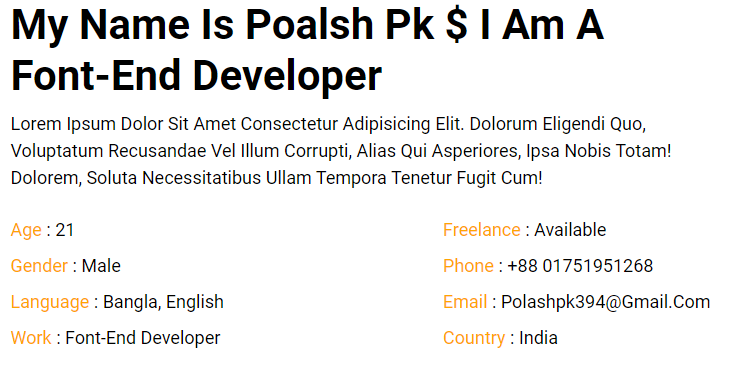 My Name Is Poalsh Pk $ I Am A
Font-End Developer
Lorem Ipsum Dolor Sit Amet Consectetur Adipisicing Elit. Dolorum Eligendi Quo,
Voluptatum Recusandae Vel Illum Corrupti, Alias Qui Asperiores, Ipsa Nobis Totam!
Dolorem, Soluta Necessitatibus Ullam Tempora Tenetur Fugit Cum!
Age : 21
Gender : Male
Language : Bangla, English
Work : Font-End Developer
Freelance : Available
Phone : +88 01751951268
Email : Polashpk394@Gmail.Com
Country : India